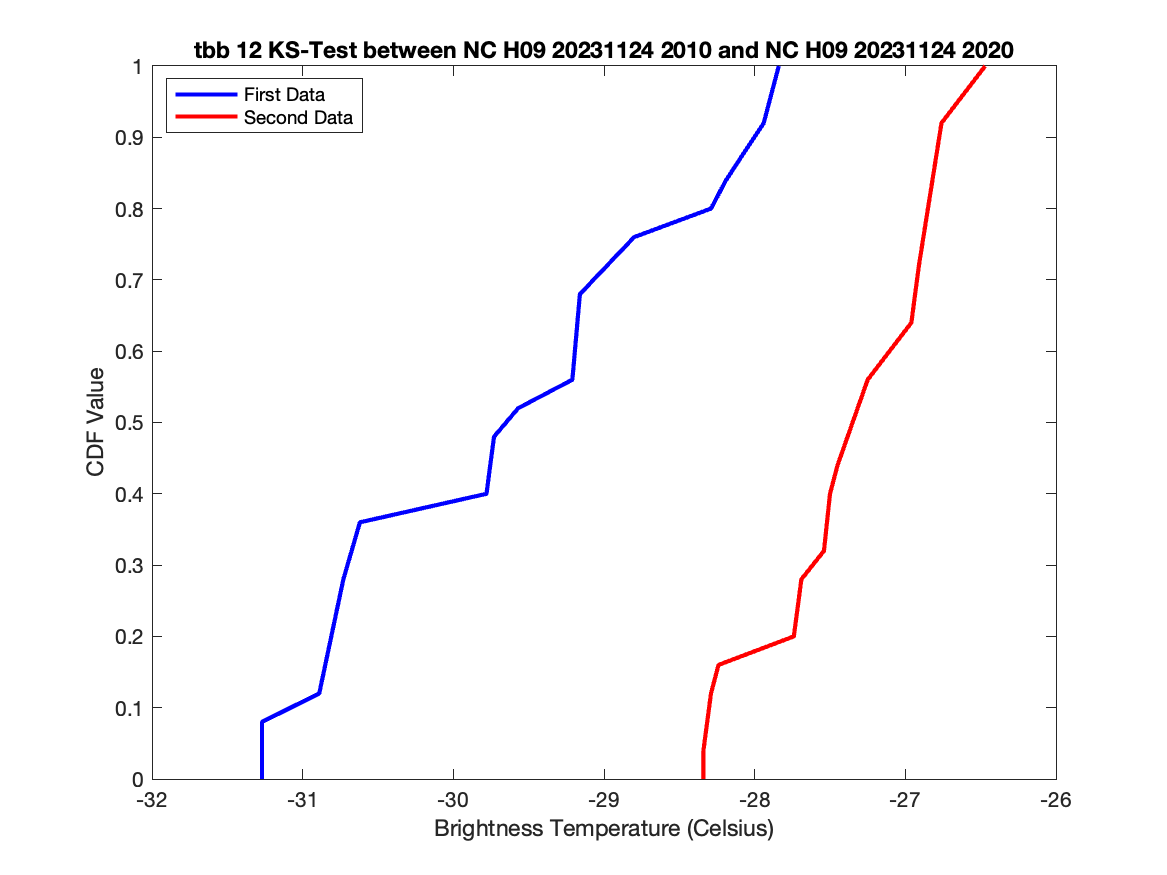 tbb 12 KS-Test between NC H09 20231124 2010 and NC H09 20231124 2020
First Data
Second Data
CDF Value
1
0.9
0.8
0.7
0.6
0.5
0.4
0.3
0.2
0.1
0
-32 -31 -30 -29 -28 -27 -26
Brightness Temperature (Celsius)